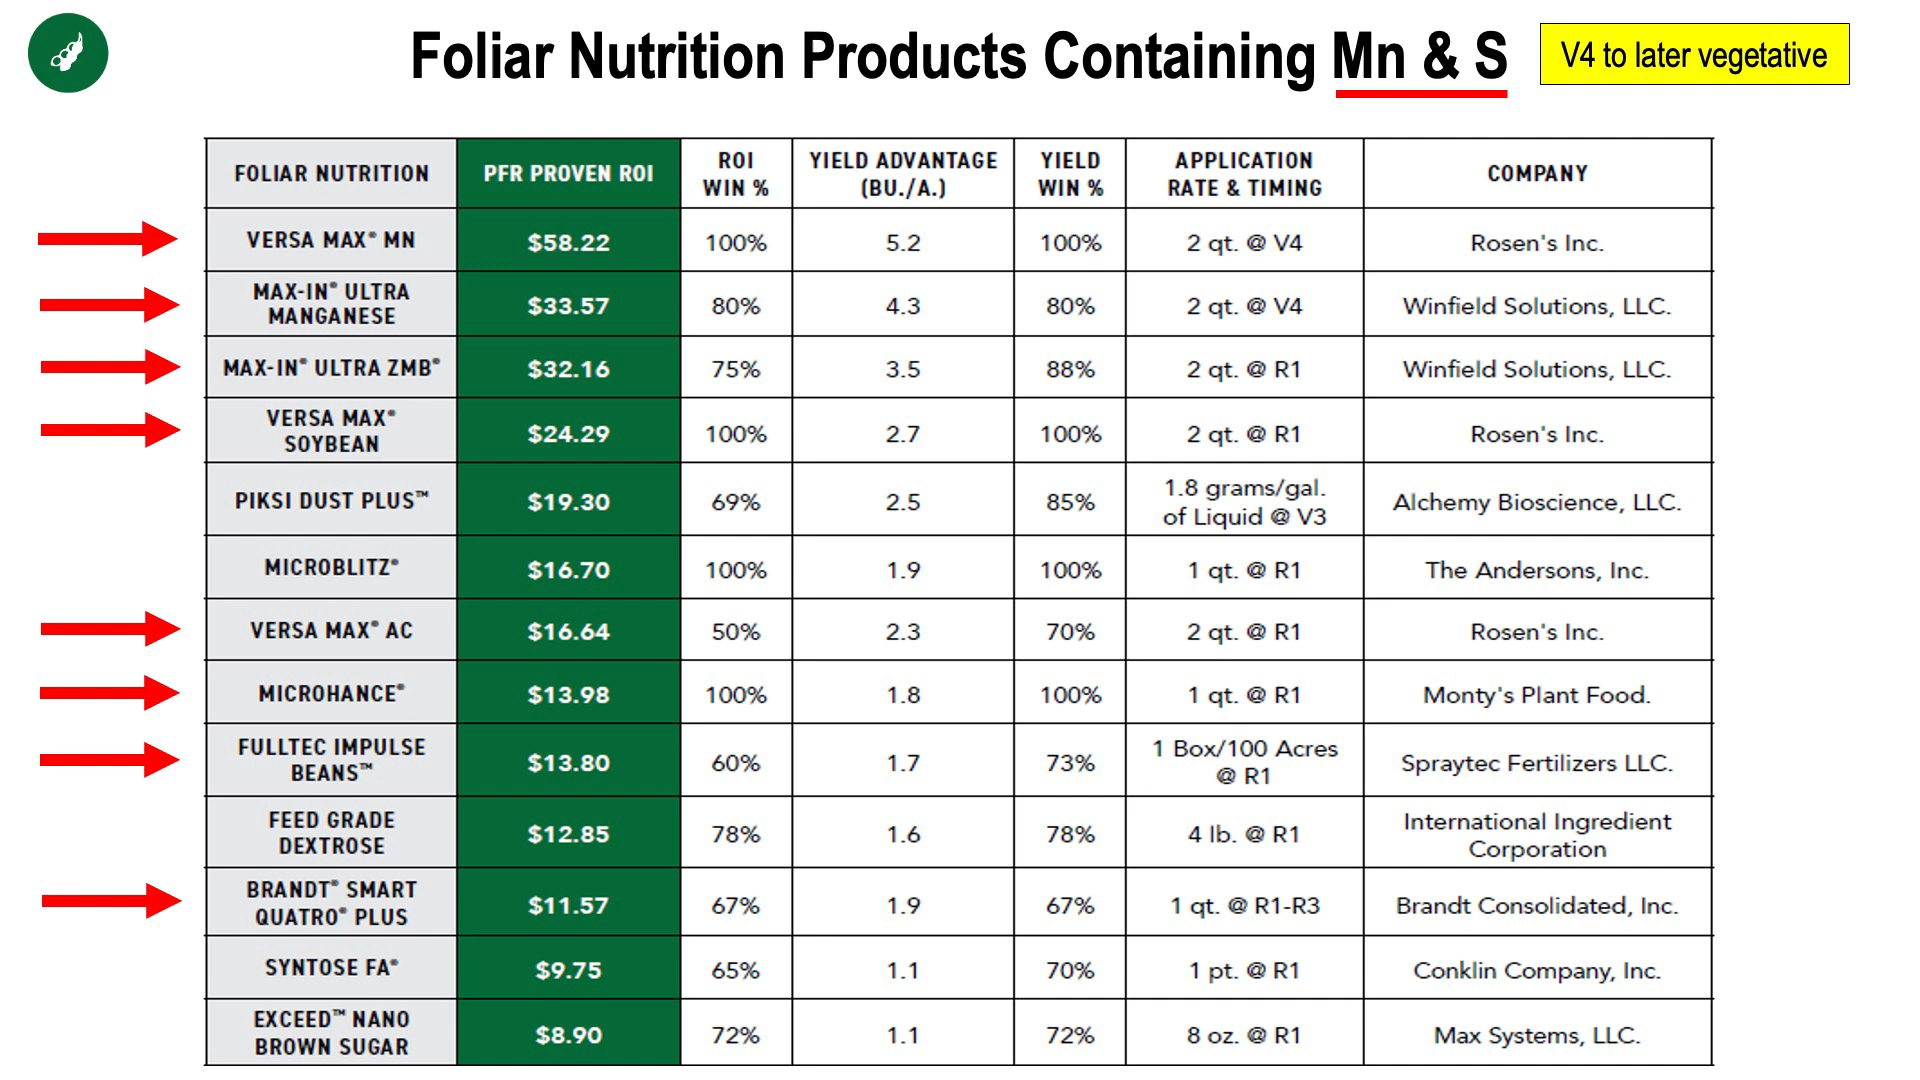 Foliar Nutrition Products Containing Mn & S
V4 to later vegetative
FOLIAR NUTRITION
PFR PROVEN ROI
ROI
WIN %
YIELD ADVANTAGE
(BU./A.)
YIELD
WIN %
APPLICATION
RATE & TIMING
COMPANY
VERSA MAX® MN
$58.22
100%
5.2
100%
2 qt. @ V4
Rosen's Inc.
MAX-IN® ULTRA
MANGANESE
$33.57
80%
4.3
80%
2 qt. @ V4
Winfield Solutions, LLC.
MAX-IN® ULTRA ZMB®
$32.16
75%
3.5
88%
2 qt. @ R1
Winfield Solutions, LLC.
VERSA MAX®
SOYBEAN
$24.29
100%
2.7
100%
2 qt. @ R1
Rosen's Inc.
PIKSI DUST PLUS™
$19.30
69%
2.5
85%
1.8 grams/gal.
of Liquid @ V3
Alchemy Bioscience, LLC.
MICROBLITZ®
$16.70
100%
1.9
100%
1 qt. @ R1
The Andersons, Inc.
VERSA MAX® AC
$16.64
50%
2.3
70%
2 qt. @ R1
Rosen's Inc.
MICROHANCE®
$13.98
100%
1.8
100%
1 qt. @ R1
Monty's Plant Food.
FULLTEC IMPULSE
BEANS™
$13.80
60%
1.7
73%
1 Box/100 Acres
@ R1
Spraytec Fertilizers LLC.
FEED GRADE
DEXTROSE
$12.85
78%
1.6
78%
4 lb. @ R1
International Ingredient
Corporation
BRANDT® SMART
QUATRO® PLUS
$11.57
67%
1.9
67%
1 qt. @ R1-R3
Brandt Consolidated, Inc.
SYNTOSE FA®
$9.75
65%
1.1
70%
1 pt. @ R1
Conklin Company, Inc.
EXCEED™ NANO
BROWN SUGAR
$8.90
72%
1.1
72%
8 oz. @ R1
Max Systems, LLC.